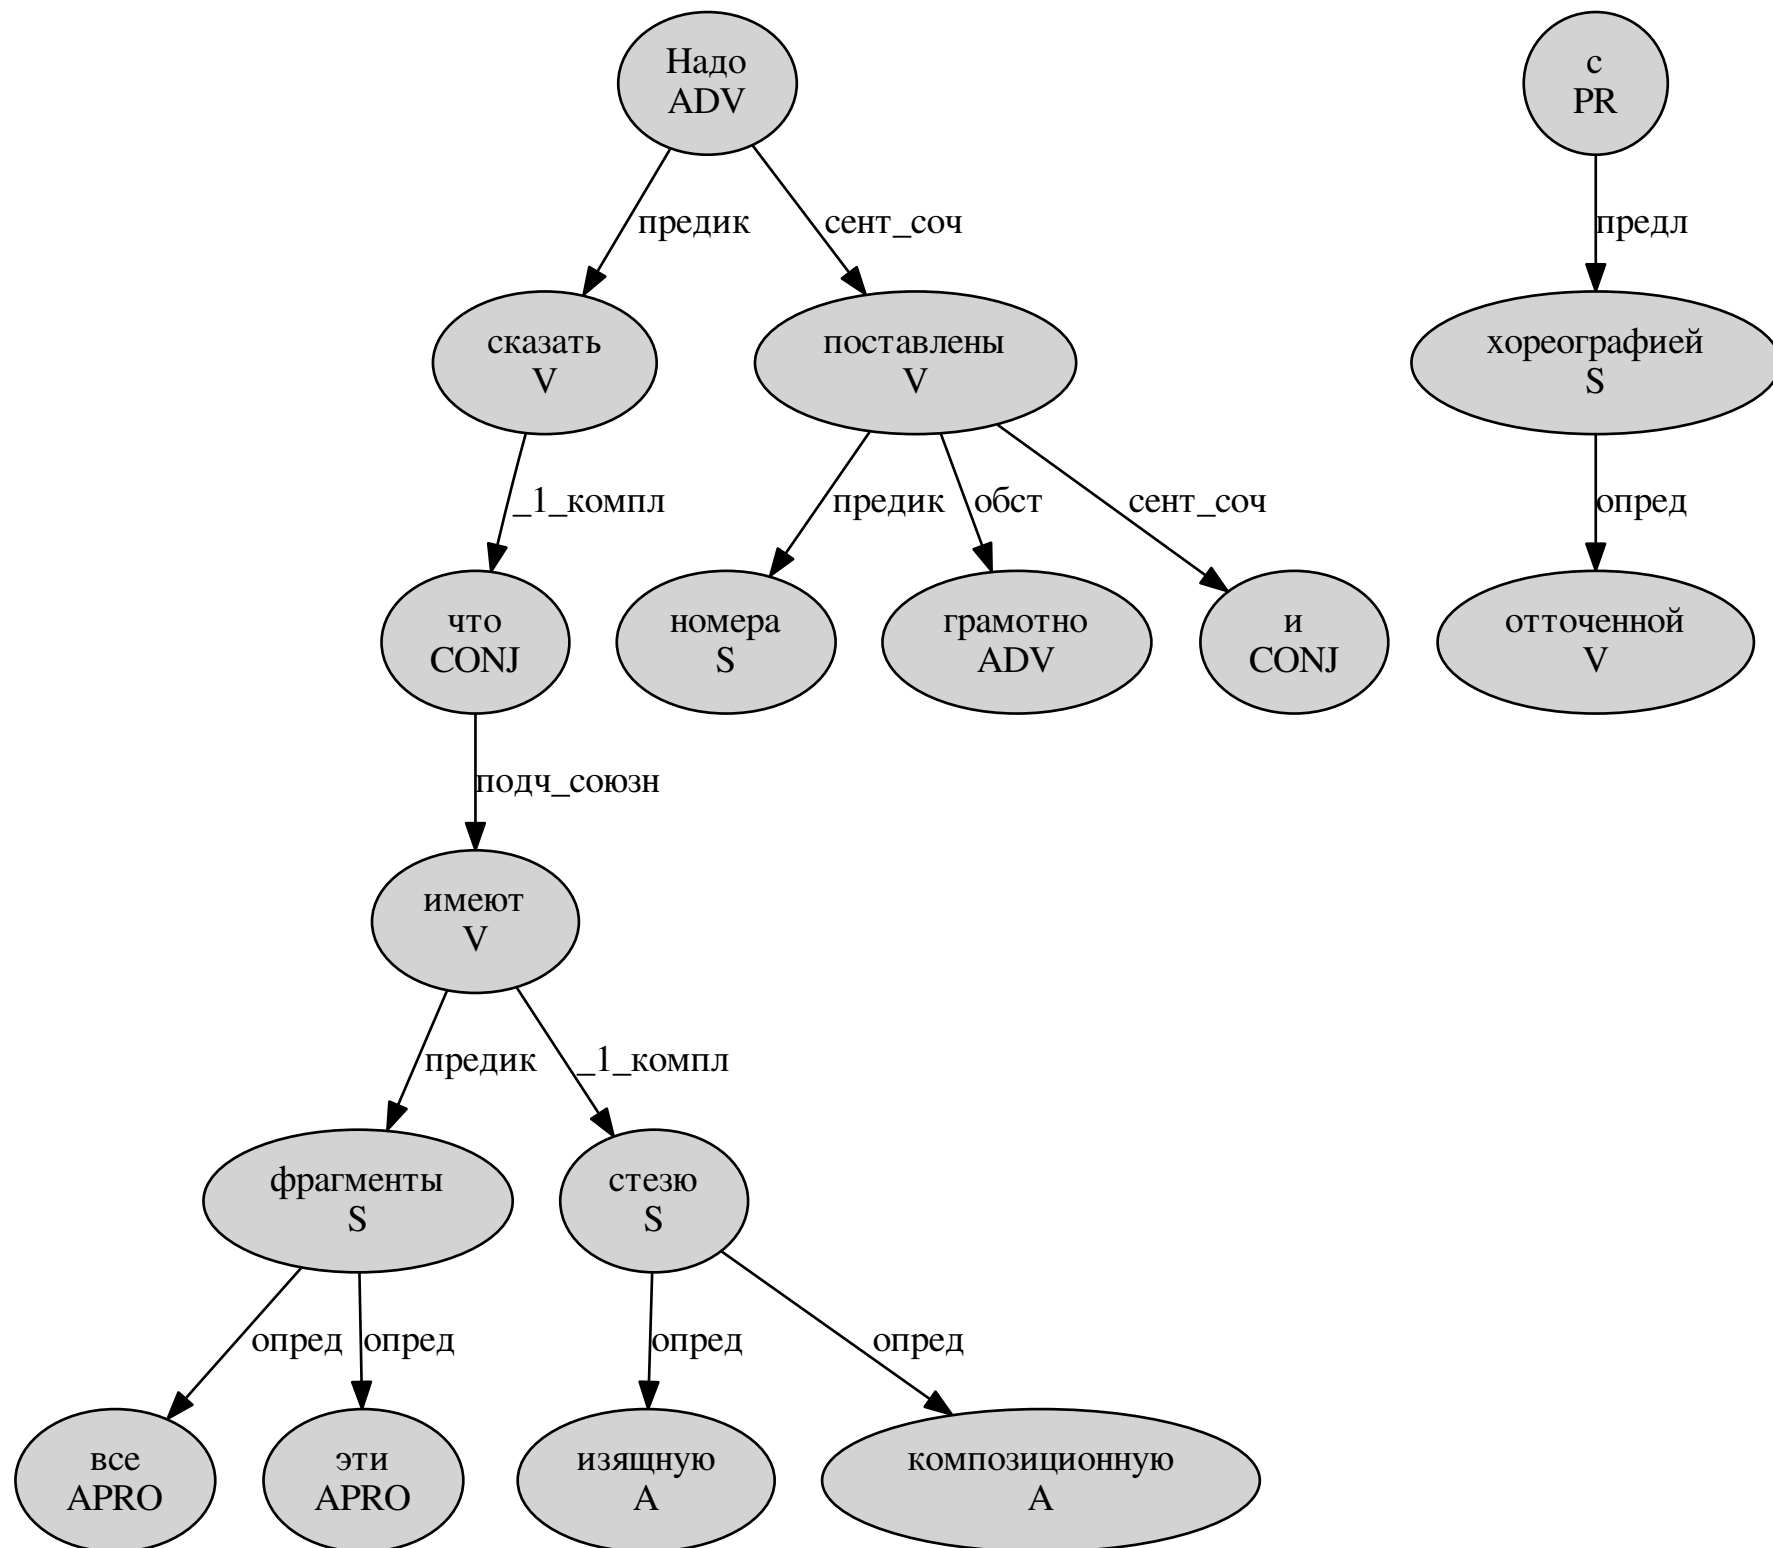 Надо
ADV
с
PR
предик
сент_соч
предл
сказать
V
поставлены
V
хореографией
S
_1_компл
предик
обст
сент_соч
опред
что
CONJ
номера
S
грамотно
ADV
и
CONJ
отточенной
V
подч_союзн
имеют
V
предик
_1_компл
фрагменты
S
стезю
S
опред
опред
опред
опред
все
APRO
эти
APRO
изящную
A
композиционную
A